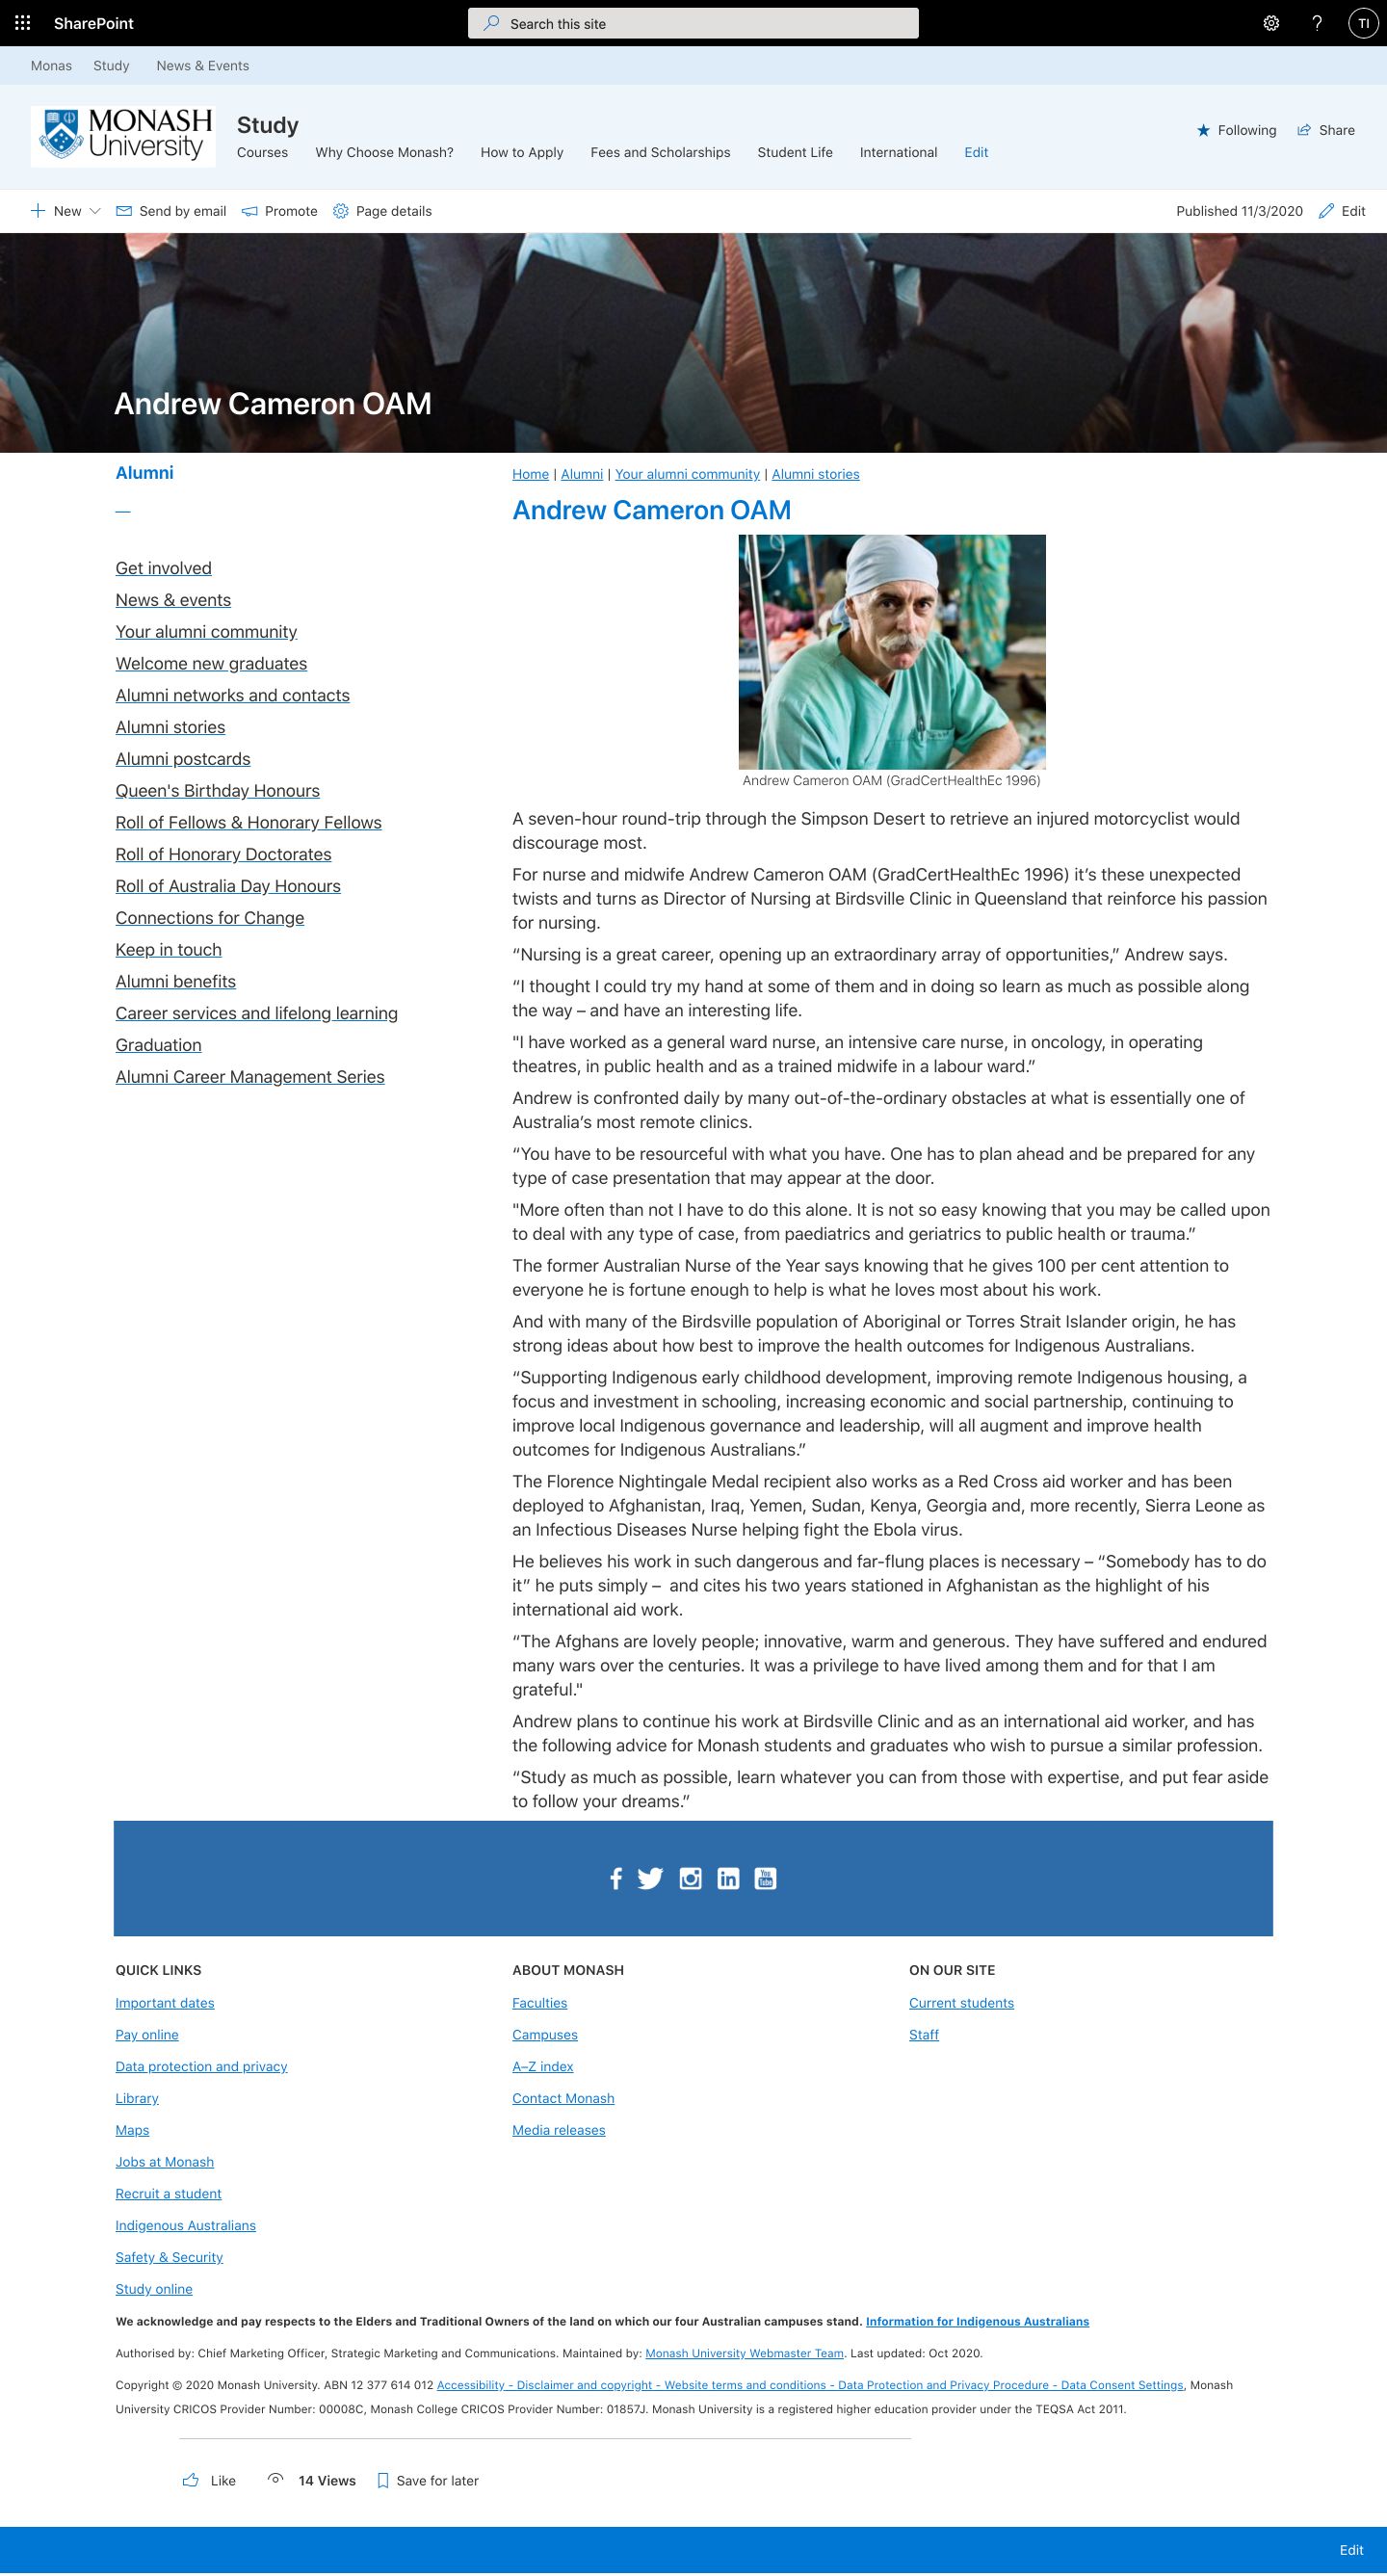 SharePoint
Search this site
TI
Monas Study News & Events
MONASH
University
Study
Courses Why Choose Monash? How to Apply Fees and Scholarships Student Life International Edit
Following Share
New Send by email Promote Page details
Published 11/3/2020 Edit
Andrew Cameron OAM
Alumni
—
Get involved
News & events
Your alumni community
Welcome new graduates
Alumni networks and contacts
Alumni stories
Alumni postcards
Queen's Birthday Honours
Roll of Fellows & Honorary Fellows
Roll of Honorary Doctorates
Roll of Australia Day Honours
Connections for Change
Keep in touch
Alumni benefits
Career services and lifelong learning
Graduation
Alumni Career Management Series
Home | Alumni | Your alumni community | Alumni stories
Andrew Cameron OAM
Andrew Cameron OAM (GradCertHealthEc 1996)
A seven-hour round-trip through the Simpson Desert to retrieve an injured motorcyclist would
discourage most.
For nurse and midwife Andrew Cameron OAM (GradCertHealthEc 1996) it’s these unexpected
twists and turns as Director of Nursing at Birdsville Clinic in Queensland that reinforce his passion
for nursing.
“Nursing is a great career, opening up an extraordinary array of opportunities,” Andrew says.
“I thought I could try my hand at some of them and in doing so learn as much as possible along
the way – and have an interesting life.
"I have worked as a general ward nurse, an intensive care nurse, in oncology, in operating
theatres, in public health and as a trained midwife in a labour ward.”
Andrew is confronted daily by many out-of-the-ordinary obstacles at what is essentially one of
Australia’s most remote clinics.
“You have to be resourceful with what you have. One has to plan ahead and be prepared for any
type of case presentation that may appear at the door.
"More often than not I have to do this alone. It is not so easy knowing that you may be called upon
to deal with any type of case, from paediatrics and geriatrics to public health or trauma.”
The former Australian Nurse of the Year says knowing that he gives 100 per cent attention to
everyone he is fortune enough to help is what he loves most about his work.
And with many of the Birdsville population of Aboriginal or Torres Strait Islander origin, he has
strong ideas about how best to improve the health outcomes for Indigenous Australians.
“Supporting Indigenous early childhood development, improving remote Indigenous housing, a
focus and investment in schooling, increasing economic and social partnership, continuing to
improve local Indigenous governance and leadership, will all augment and improve health
outcomes for Indigenous Australians.”
The Florence Nightingale Medal recipient also works as a Red Cross aid worker and has been
deployed to Afghanistan, Iraq, Yemen, Sudan, Kenya, Georgia and, more recently, Sierra Leone as
an Infectious Diseases Nurse helping fight the Ebola virus.
He believes his work in such dangerous and far-flung places is necessary – “Somebody has to do
it” he puts simply –  and cites his two years stationed in Afghanistan as the highlight of his
international aid work.
“The Afghans are lovely people; innovative, warm and generous. They have suffered and endured
many wars over the centuries. It was a privilege to have lived among them and for that I am
grateful."
Andrew plans to continue his work at Birdsville Clinic and as an international aid worker, and has
the following advice for Monash students and graduates who wish to pursue a similar profession.
“Study as much as possible, learn whatever you can from those with expertise, and put fear aside
to follow your dreams.”
You
Tube
QUICK LINKS
Important dates
Pay online
Data protection and privacy
Library
Maps
Jobs at Monash
Recruit a student
Indigenous Australians
Safety & Security
Study online
ABOUT MONASH
Faculties
Campuses
A–Z index
Contact Monash
Media releases
ON OUR SITE
Current students
Staff
We acknowledge and pay respects to the Elders and Traditional Owners of the land on which our four Australian campuses stand. Information for Indigenous Australians
Authorised by: Chief Marketing Officer, Strategic Marketing and Communications. Maintained by: Monash University Webmaster Team. Last updated: Oct 2020.
Copyright © 2020 Monash University. ABN 12 377 614 012 Accessibility - Disclaimer and copyright - Website terms and conditions - Data Protection and Privacy Procedure - Data Consent Settings, Monash
University CRICOS Provider Number: 00008C, Monash College CRICOS Provider Number: 01857J. Monash University is a registered higher education provider under the TEQSA Act 2011.
Like 14 Views Save for later
Edit